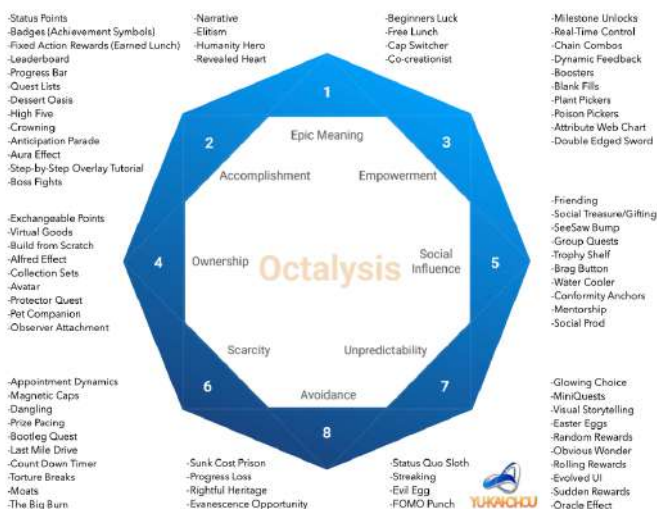 -Status Points
-Badges (Achievement Symbols)
-Fixed Action Rewards (Earned Lunch)
-Leaderboard
-Progress Bar
-Quest Lists
-Dessert Oasis
-High Five
-Crowning
-Anticipation Parade
-Aura Effect
-Step-by-Step Overlay Tutorial
-Boss Fights
-Narrative
-Elitism
-Humanity Hero
-Revealed Heart
-Beginners Luck
-Free Lunch
-Cap Switcher
-Co-creationist
-Milestone Unlocks
-Real-Time Control
-Chain Combos
-Dynamic Feedback
-Boosters
-Blank Fills
-Plant Pickers
-Poison Pickers
-Attribute Web Chart
-Double Edged Sword
1
Epic Meaning
2
Accomplishment
3
Empowerment
-Exchangeable Points
-Virtual Goods
-Build from Scratch
-Alfred Effect
-Collection Sets
-Avatar
-Protector Quest
-Pet Companion
-Observer Attachment
4
Ownership
Octalysis
Social
Influence
5
-Friending
-Social Treasure/Gifting
-SeeSaw Bump
-Group Quests
-Trophy Shelf
-Brag Button
-Water Cooler
-Conformity Anchors
-Mentorship
-Social Prod
Scarcity
6
Unpredictability
7
Avoidance
8
-Appointment Dynamics
-Magnetic Caps
-Dangling
-Prize Pacing
-Bootleg Quest
-Last Mile Drive
-Count Down Timer
-Torture Breaks
-Moats
-The Big Burn
-Sunk Cost Prison
-Progress Loss
-Rightful Heritage
-Evanescence Opportunity
-Status Quo Sloth
-Streaking
-Evil Egg
-FOMO Punch
YUKAICHOU
-Glowing Choice
-MiniQuests
-Visual Storytelling
-Easter Eggs
-Random Rewards
-Obvious Wonder
-Rolling Rewards
-Evolved UI
-Sudden Rewards
-Oracle Effect